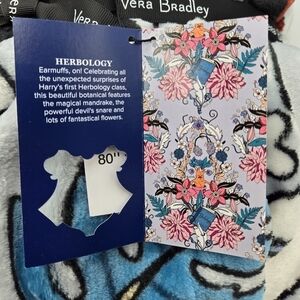 Vera Bradley
HERBOLOGY
Earmuffs, on! Celebrating all
the unexpected surprises of
Harry's first Herbology class,
this beautiful botanical features
the magical mandrake, the
powerful devil's snare and
lots of fantastical flowers.
80"